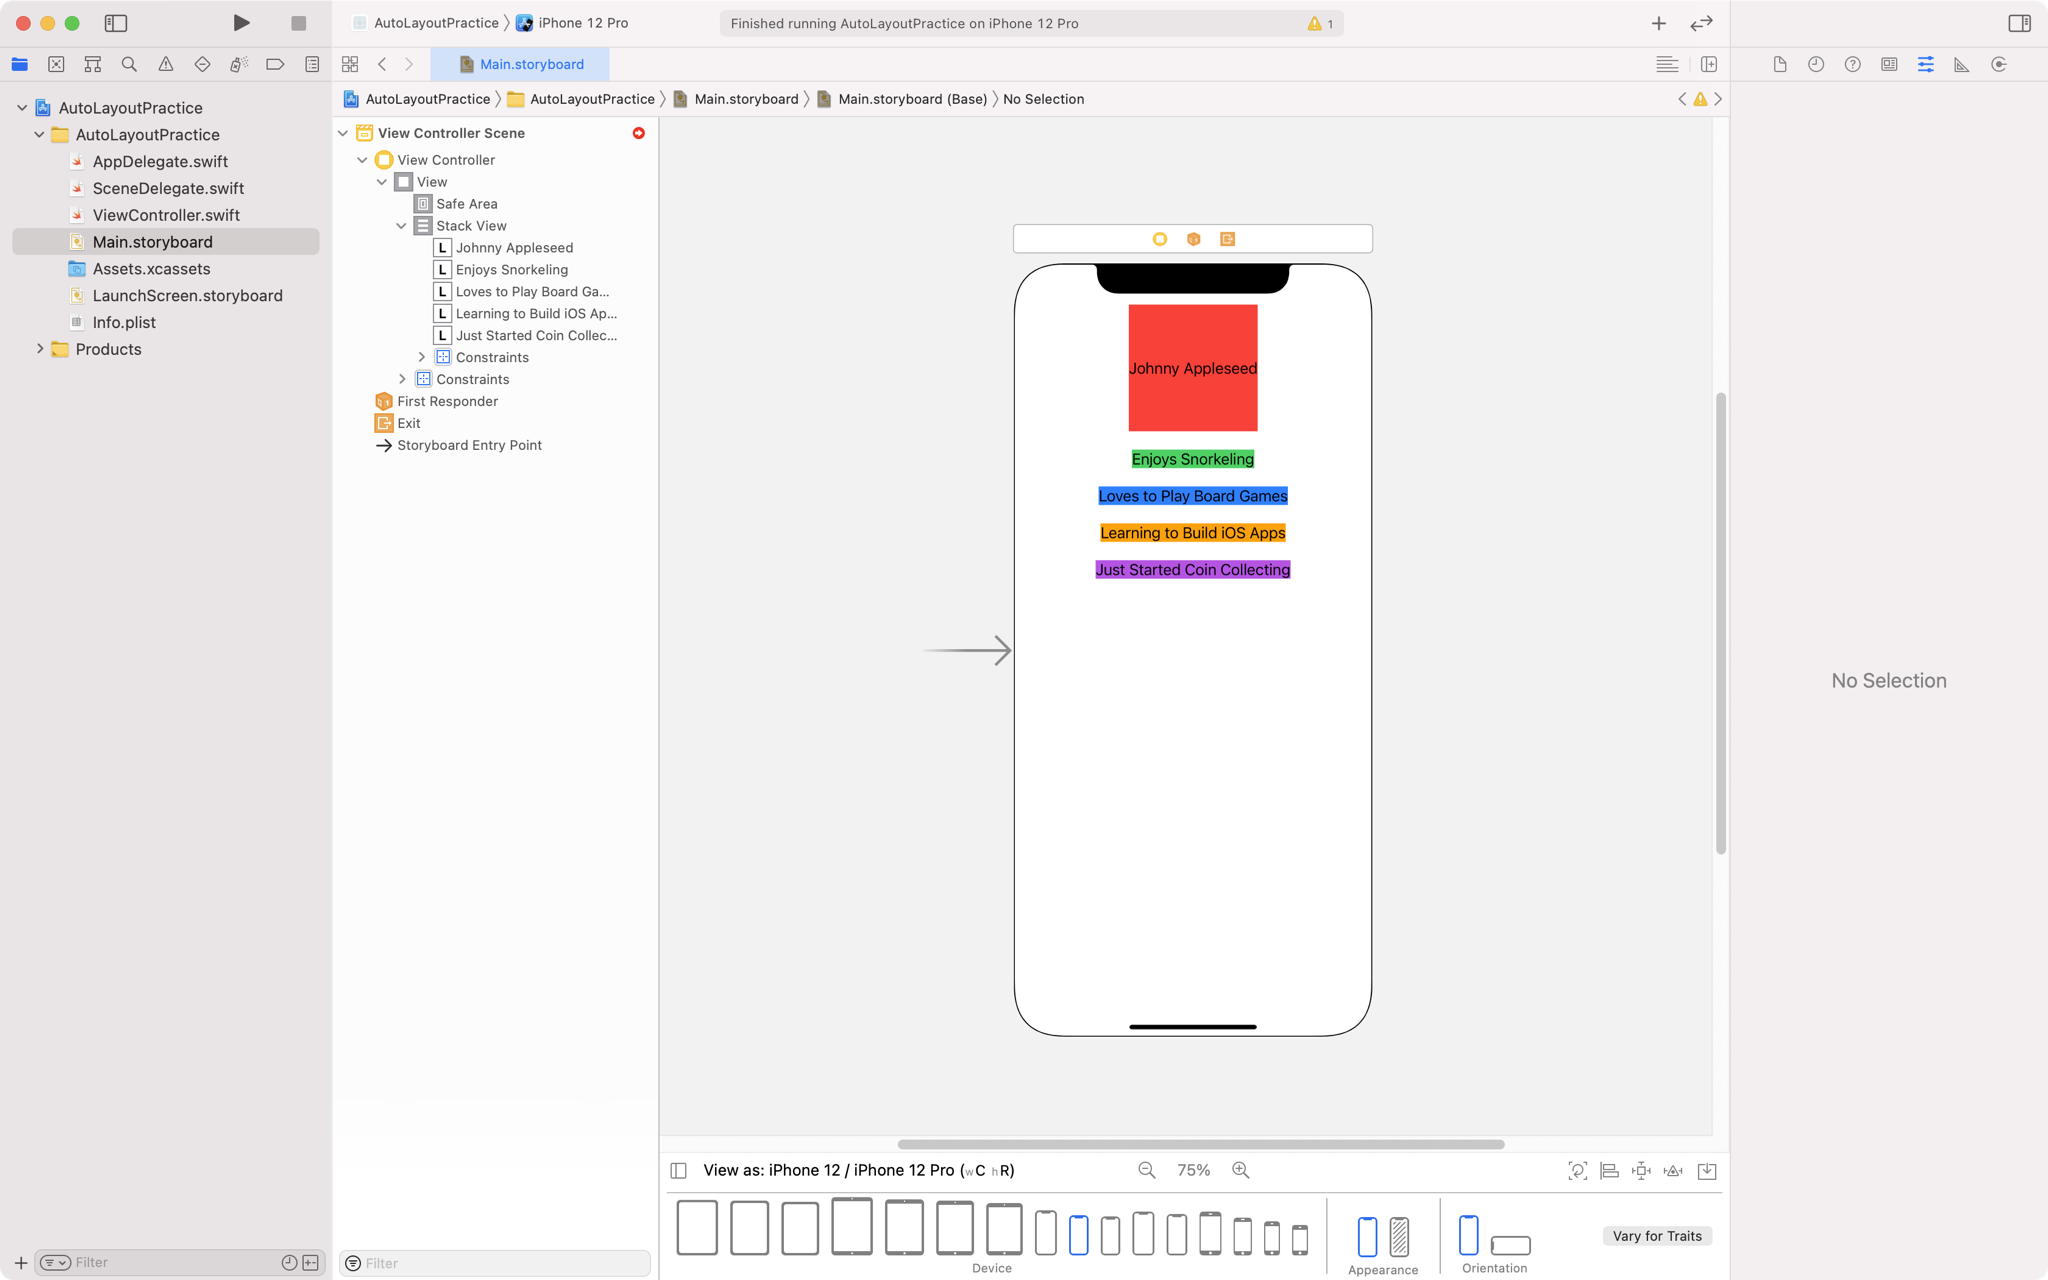 AutoLayoutPractice
iPhone 12 Pro
Finished running AutoLayoutPractice on iPhone 12 Pro
1
Main.storyboard
AutoLayoutPractice
AutoLayoutPractice
Main.storyboard
Main.storyboard (Base)
No Selection
AutoLayoutPractice
AutoLayoutPractice
AppDelegate.swift
SceneDelegate.swift
ViewController.swift
Main.storyboard
Assets.xcassets
LaunchScreen.storyboard
Info.plist
Products
View Controller Scene
View Controller
View
Safe Area
Stack View
L Johnny Appleseed
L Enjoys Snorkeling
L Loves to Play Board Ga...
L Learning to Build iOS Ap...
L Just Started Coin Collec...
Constraints
Constraints
First Responder
Exit
Storyboard Entry Point
Johnny Appleseed
Enjoys Snorkeling
Loves to Play Board Games
Learning to Build iOS Apps
Just Started Coin Collecting
No Selection
View as: iPhone 12 / iPhone 12 Pro (wC hR)
75%
Vary for Traits
Filter
Filter
Device
Appearance
Orientation